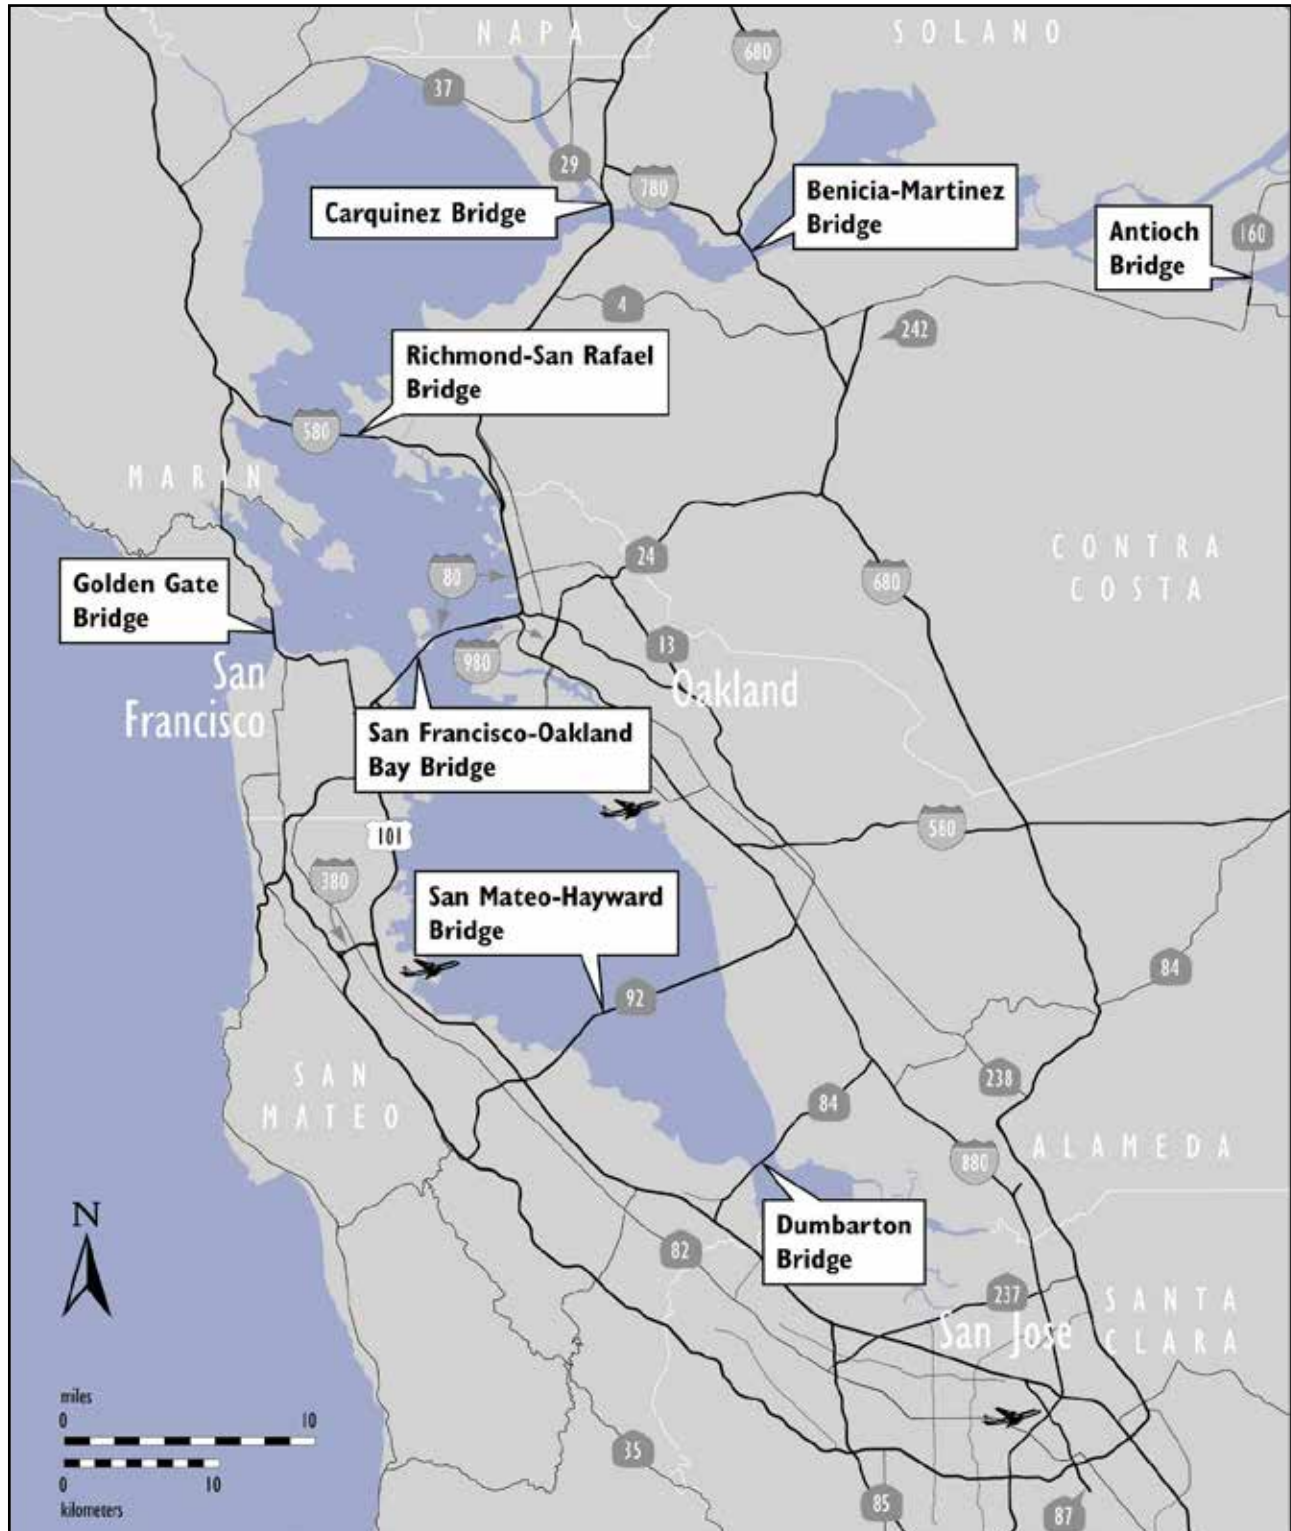 NAPA
SOLANO
680
37
29
780
Carquinez Bridge
Benicia-Martinez
Bridge
Antioch
Bridge
160
4
242
Richmond-San Rafael
Bridge
580
MARIN
CONTRA
COSTA
24
80
680
Golden Gate
Bridge
13
980
San
Francisco
Oakland
San Francisco-Oakland
Bay Bridge
101
580
380
San Mateo-Hayward
Bridge
92
84
SAN
MATEO
238
84
ALAMEDA
880
N
Dumbarton
Bridge
82
237
SANTA
CLARA
San Jose
miles
0 10
0 10
kilometers
35
85
87